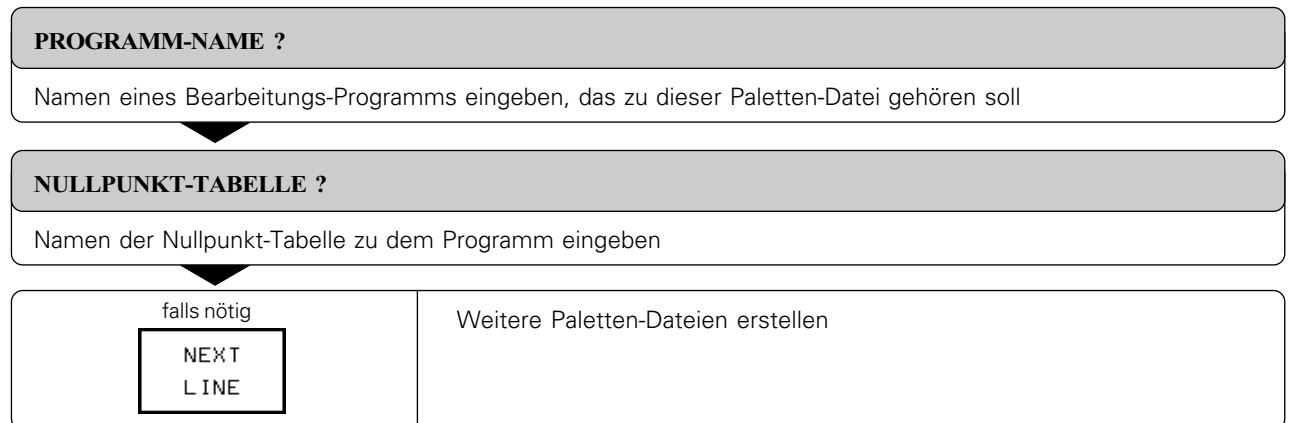 PROGRAMM-NAME ?
Namen eines Bearbeitungs-Programms eingeben, das zu dieser Paletten-Datei gehören soll
NULLPUNKT-TABELLE ?
Namen der Nullpunkt-Tabelle zu dem Programm eingeben
falls nötig
NEXT
LINE
Weitere Paletten-Dateien erstellen